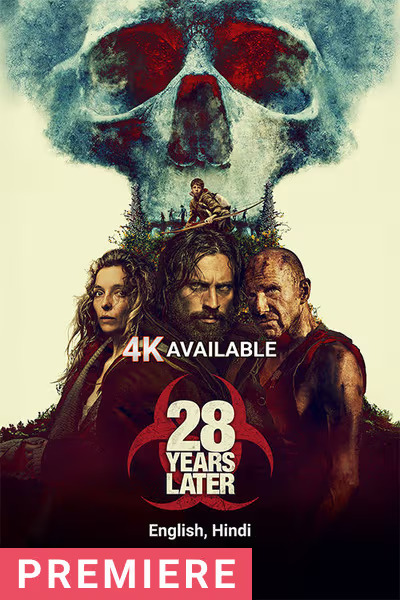 4K AVAILABLE
28
YEARS
LATER
English, Hindi
PREMIERE